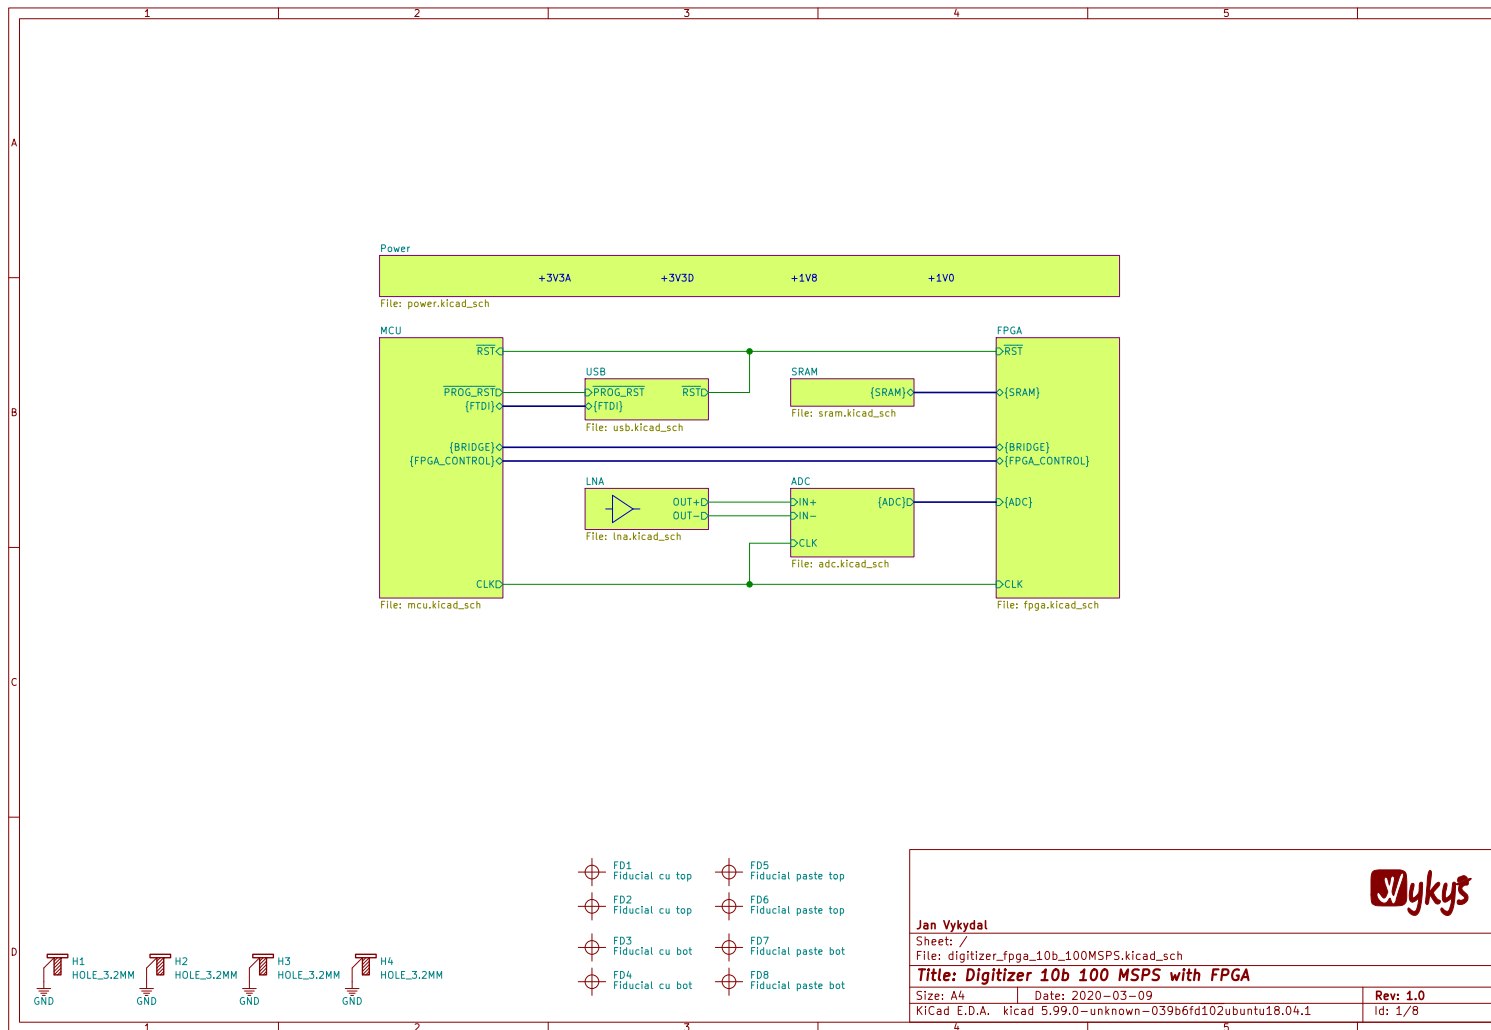 1 2 3 4 5
A
Power
+3V3A +3V3D +1V8 +1V0
File: power.kicad_sch
MCU FPGA
RST RST
USB SRAM
PROG_RST PROG_RST RST {SRAM} {SRAM}
{FTDI} {FTDI}
File: usb.kicad_sch File: sram.kicad_sch
B
{BRIDGE} {BRIDGE}
{FPGA_CONTROL} {FPGA_CONTROL}
LNA ADC
OUT+ IN+ {ADC} {ADC}
OUT- IN-
File: lna.kicad_sch
CLK
File: adc.kicad_sch
CLK CLK
File: mcu.kicad_sch File: fpga.kicad_sch
C
FD1 FD5
Fiducial cu top Fiducial paste top
FD2 FD6
Fiducial cu top Fiducial paste top
FD3 FD7
Fiducial cu bot Fiducial paste bot
FD4 FD8
Fiducial cu bot Fiducial paste bot
D
H1 H2 H3 H4
HOLE_3.2MM HOLE_3.2MM HOLE_3.2MM HOLE_3.2MM
GND GND GND GND
Wykys
Jan Vykydal
Sheet: /
File: digitizer_fpga_10b_100MSPS.kicad_sch
Title: Digitizer 10b 100 MSPS with FPGA
Size: A4 Date: 2020-03-09 Rev: 1.0
KiCad E.D.A. kicad 5.99.0-unknown-039b6fd102ubuntu18.04.1 Id: 1/8
1 2 3 4 5